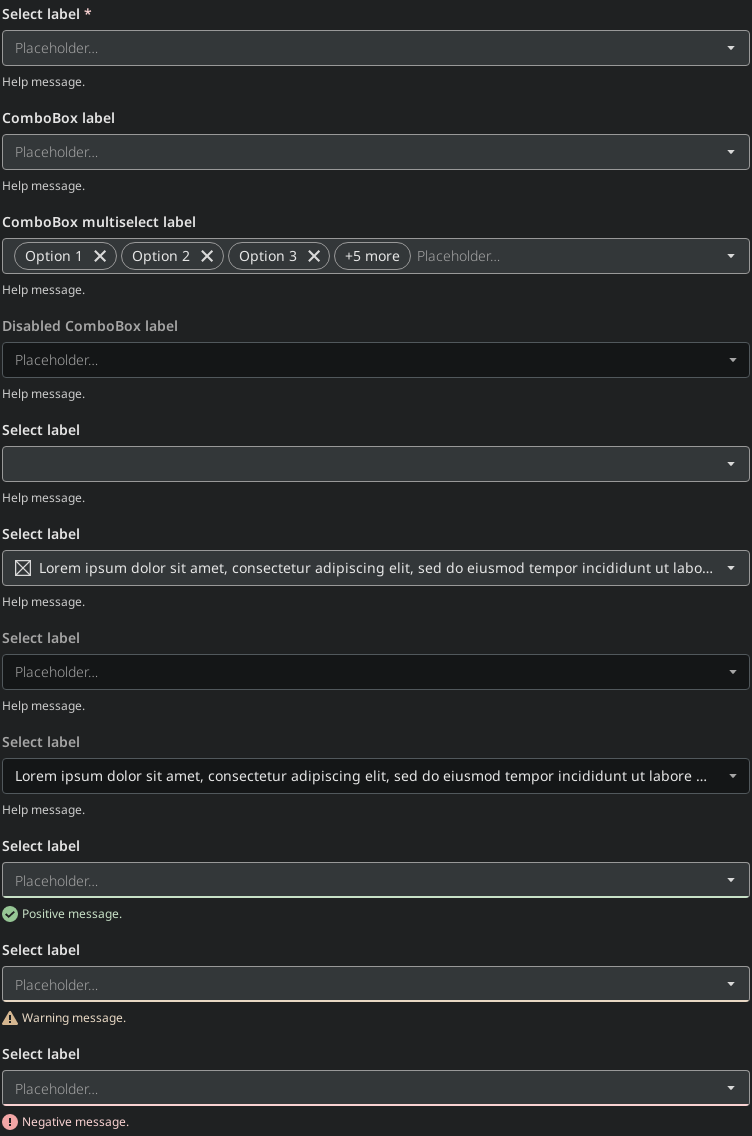 Select label *
Placeholder...
Help message.
ComboBox label
Placeholder...
Help message.
ComboBox multiselect label
Option 1 Option 2 Option 3 +5 more Placeholder...
Help message.
Disabled ComboBox label
Placeholder...
Help message.
Select label
Help message.
Select label
Lorem ipsum dolor sit amet, consectetur adipiscing elit, sed do eiusmod tempor incididunt ut labo...
Help message.
Select label
Placeholder...
Help message.
Select label
Lorem ipsum dolor sit amet, consectetur adipiscing elit, sed do eiusmod tempor incididunt ut labore ...
Help message.
Select label
Placeholder...
Positive message.
Select label
Placeholder...
Warning message.
Select label
Placeholder...
Negative message.